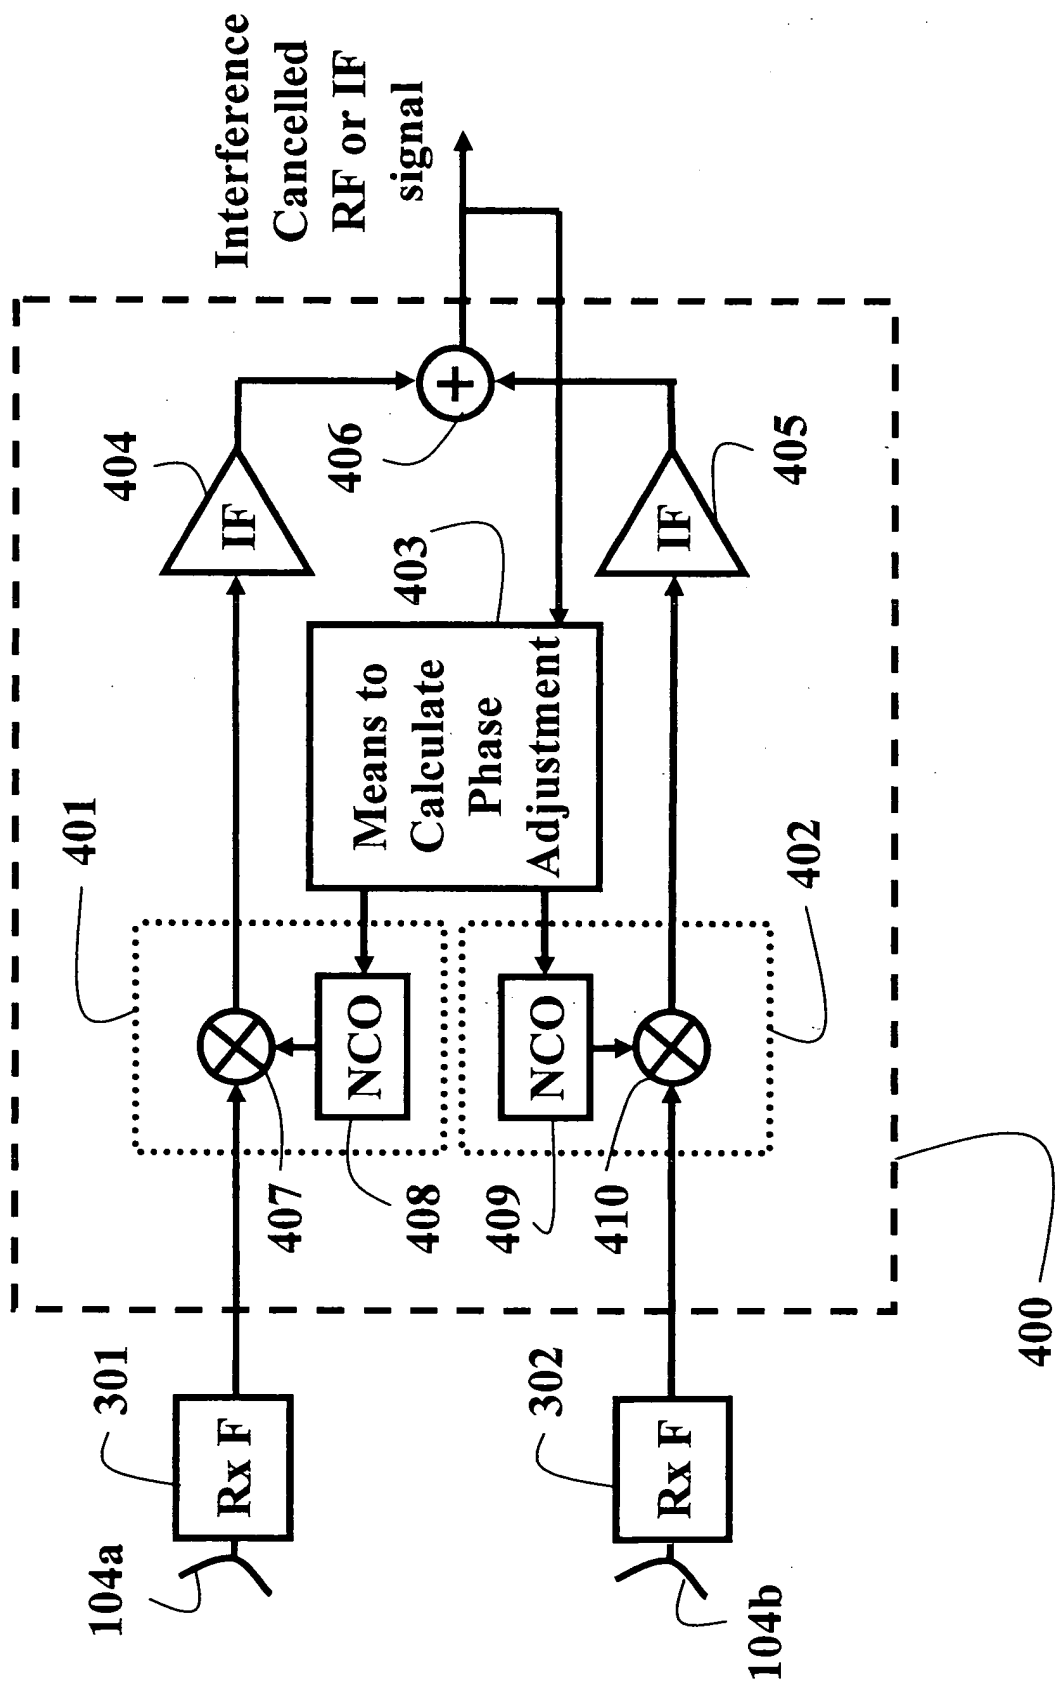 104a
301
Rx F
401
407
408
NCO
404
IF
Interference
Cancelled
RF or IF
signal
406
403
Means to
Calculate
Phase
Adjustment
409
NCO
410
402
405
IF
104b
302
Rx F
400